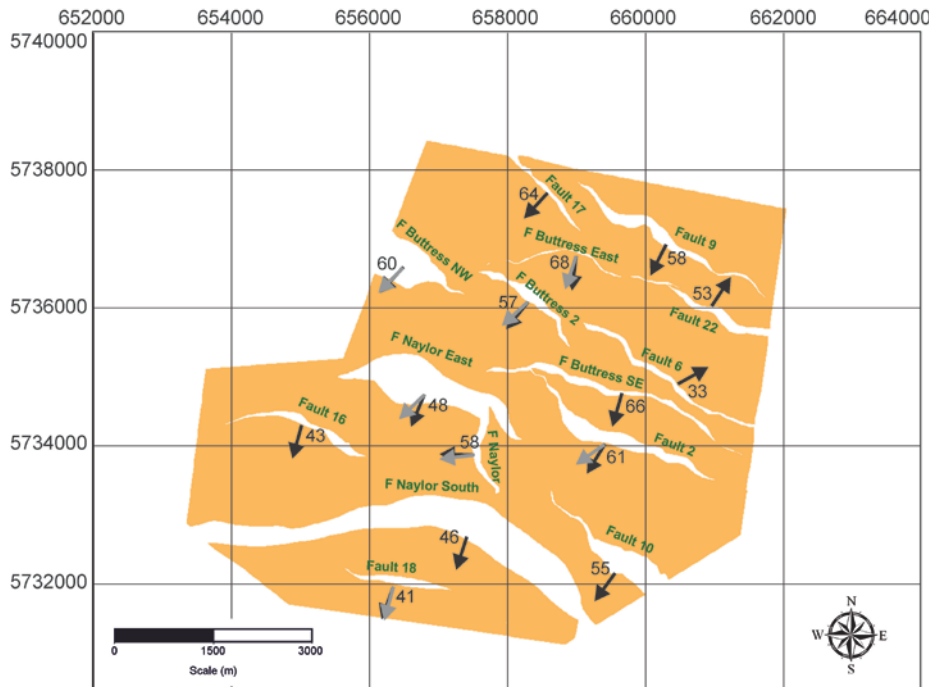 652000 654000 656000 658000 660000 662000 664000
5740000
5738000
5736000
5734000
5732000
64
Fault 17
Fault 9
F Buttress NW
F Buttress East
58
60
68
53
57
F Buttress 2
Fault 22
F Naylor East
Fault 6
F Buttress SE
33
Fault 16
48
66
43
58
F Naylor
61
Fault 2
F Naylor South
46
Fault 10
Fault 18
55
41
N
W E
S
0 1500 3000
Scale (m)